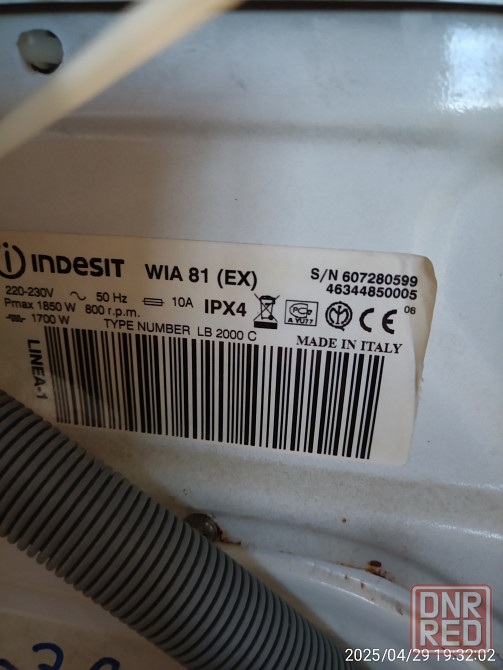 indesit WIA 81 (EX) S/N 607280599
46344850005
220-230V 50 Hz 10A IPX4 06
Pmax 1850 W 800 r.p.m.
1700 W
TYPE NUMBER LB 2000 C MADE IN ITALY
LINEA-1
DNR
RED
2025/04/29 19:32:02